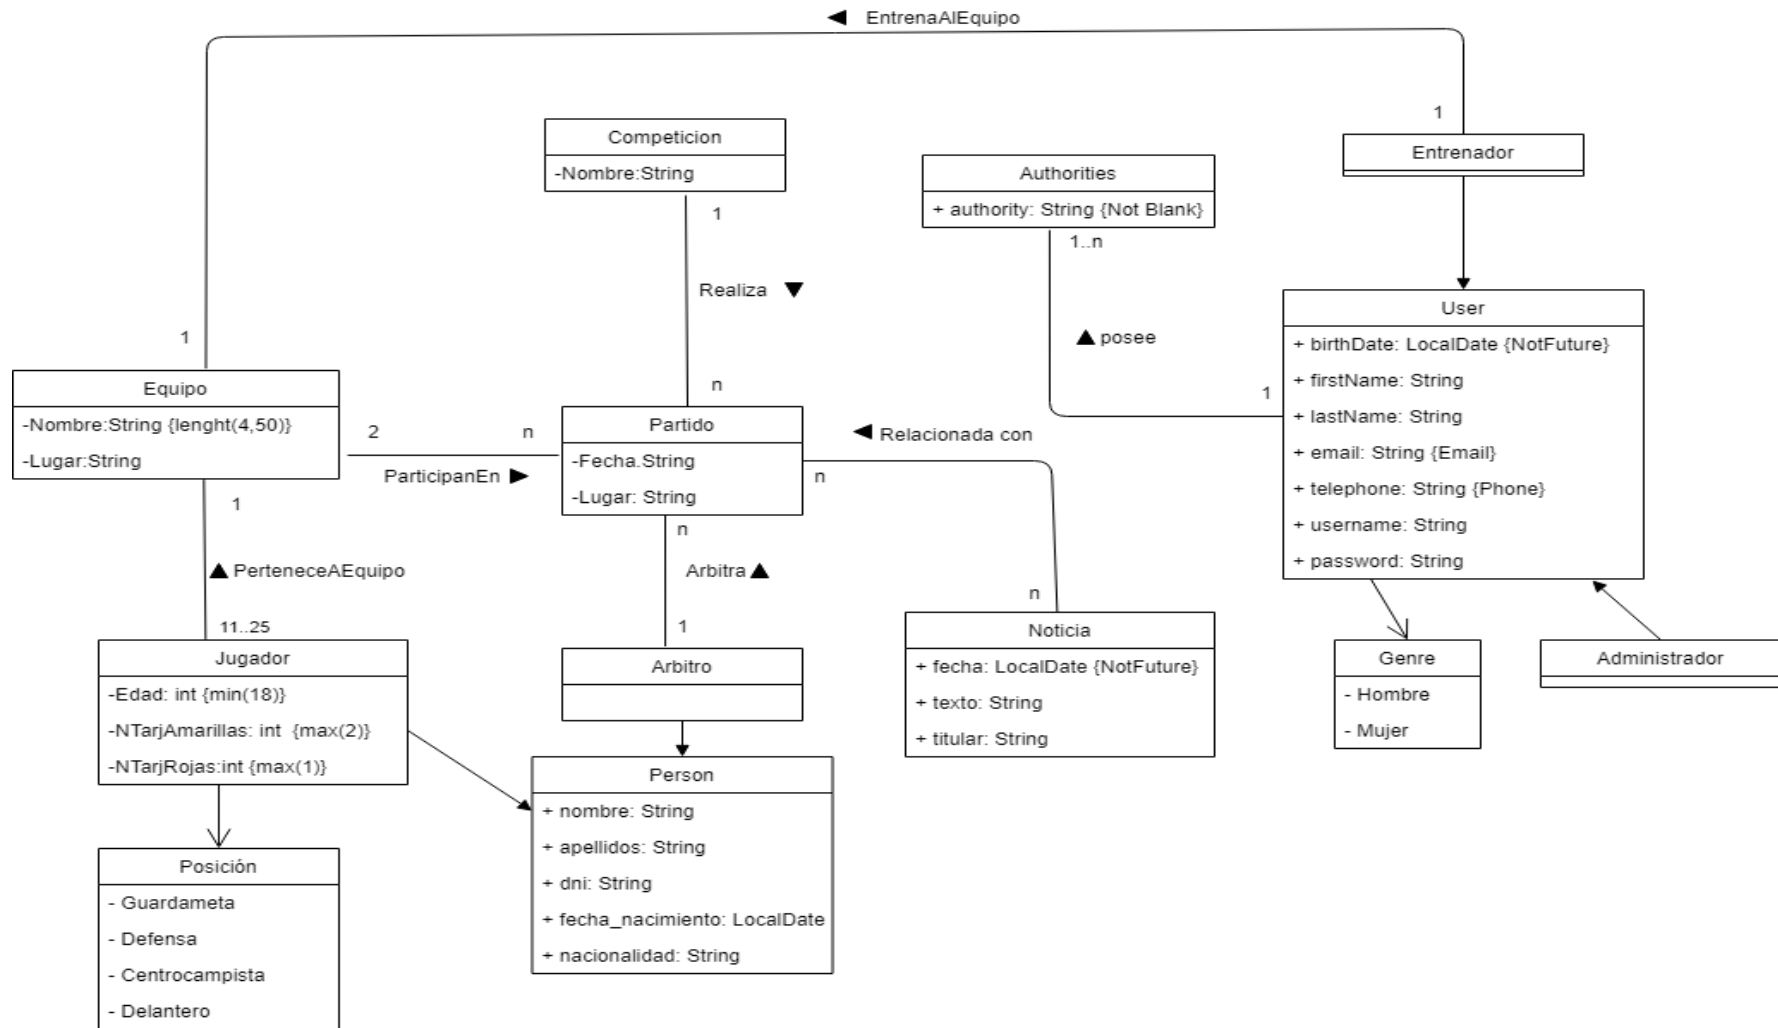 EntrenaAlEquipo
1
Entrenador
Competicion
-Nombre:String
1
Realiza
n
Authorities
+ authority: String {Not Blank}
1..n
posee
1
User
+ birthDate: LocalDate {NotFuture}
+ firstName: String
+ lastName: String
+ email: String {Email}
+ telephone: String {Phone}
+ username: String
+ password: String
1
Equipo
-Nombre:String {lenght(4,50)}
-Lugar:String
2
n
ParticipanEn
Partido
-Fecha.String
-Lugar: String
Relacionada con
n
n
1
PerteneceAEquipo
11..25
n
Arbitra
1
Jugador
-Edad: int {min(18)}
-NTarjAmarillas: int {max(2)}
-NTarjRojas:int {max(1)}
Arbitro
Noticia
+ fecha: LocalDate {NotFuture}
+ texto: String
+ titular: String
Genre
- Hombre
- Mujer
Administrador
Person
+ nombre: String
+ apellidos: String
+ dni: String
+ fecha_nacimiento: LocalDate
+ nacionalidad: String
Posición
- Guardameta
- Defensa
- Centrocampista
- Delantero